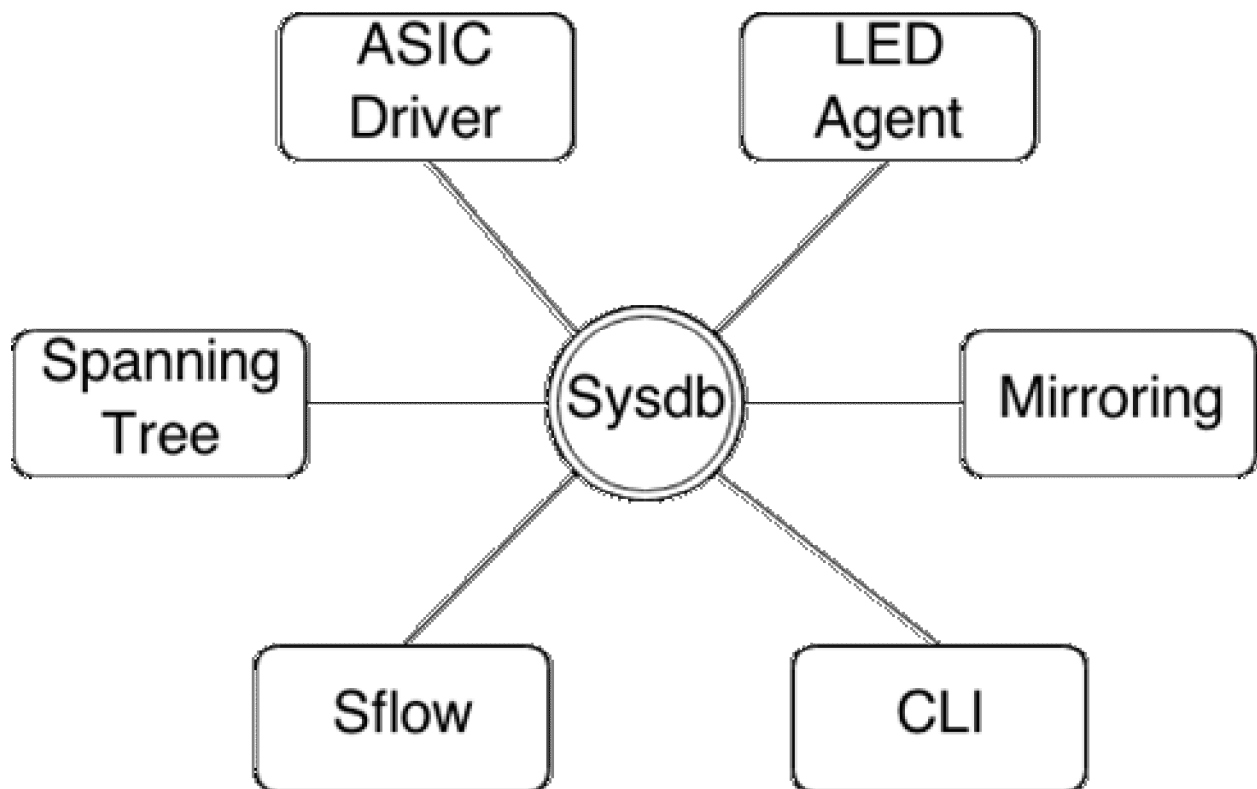 ASIC
Driver
LED
Agent
Spanning
Tree
Sysdb
Mirroring
Sflow
CLI